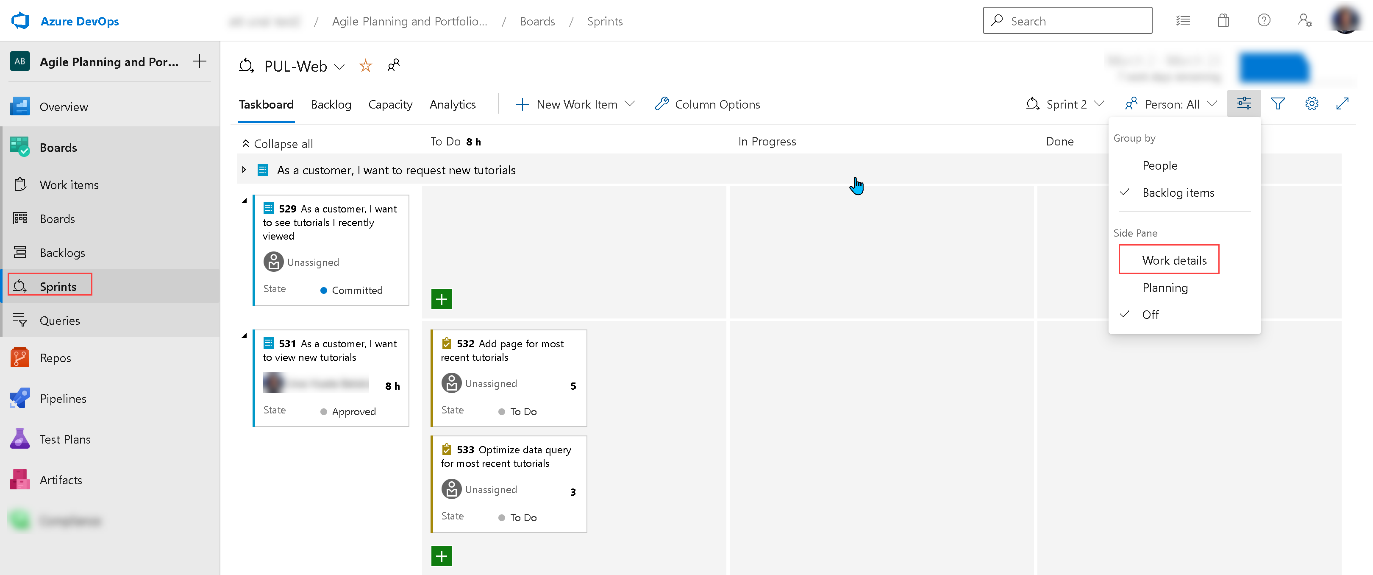 Azure DevOps
/ Agile Planning and Portfolio... / Boards / Sprints
Search
AB Agile Planning and Por...
Overview
Boards
Work items
Boards
Backlogs
Sprints
Queries
Repos
Pipelines
Test Plans
Artifacts
PUL-Web
Taskboard Backlog Capacity Analytics New Work Item Column Options
Sprint 2 Person: All
Collapse all To Do 8 h In Progress Done
As a customer, I want to request new tutorials
529 As a customer, I want
to see tutorials I recently
viewed
Unassigned
State Committed
531 As a customer, I want
to view new tutorials
8 h
State Approved
532 Add page for most
recent tutorials
Unassigned 5
State To Do
533 Optimize data query
for most recent tutorials
Unassigned 3
State To Do
Group by
People
Backlog items
Side Pane
Work details
Planning
Off